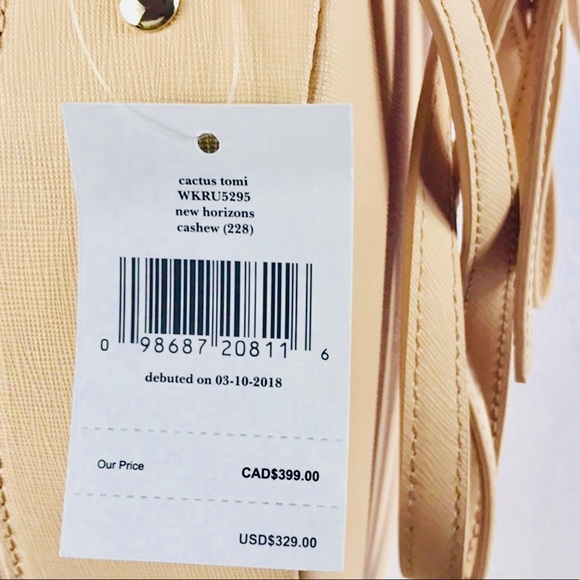 cactus tomi
WKRU5295
new horizons
cashew (228)
0 98687 20811 6
debuted on 03-10-2018
Our Price CAD$399.00
USD$329.00